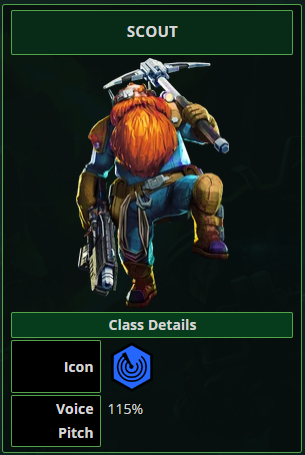 SCOUT
Class Details
Icon
Voice 115%
Pitch